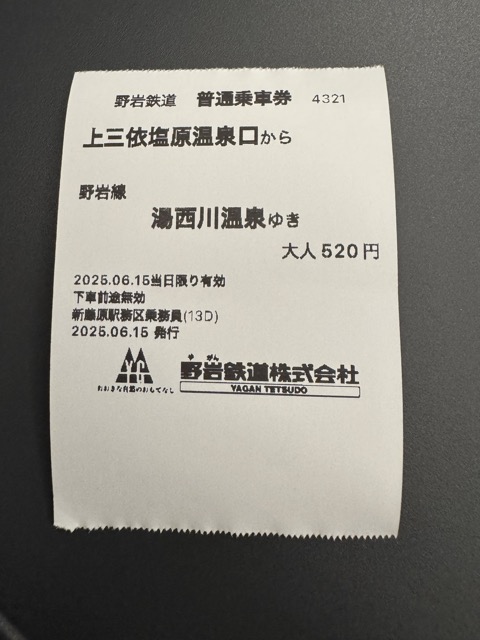 野岩鉄道 普通乗車券 4321
上三依塩原温泉口から
野岩線
湯西川温泉ゆき
大人520円
2025.06.15当日限り有効
下車前途無効
新藤原駅務区乗務員(13D)
2025.06.15 発行
や がん
野岩鉄道株式会社
YAGAN TETSUDO